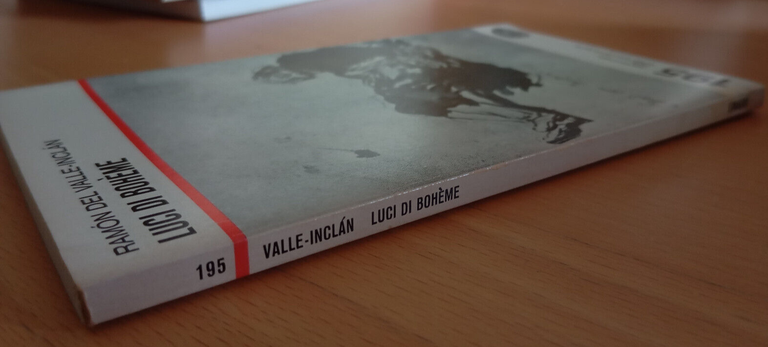 RAMÓN DEL VALLE-INCLÁN
LUCI DI BOHÈME
195 VALLE-INCLÁN LUCI DI BOHÈME